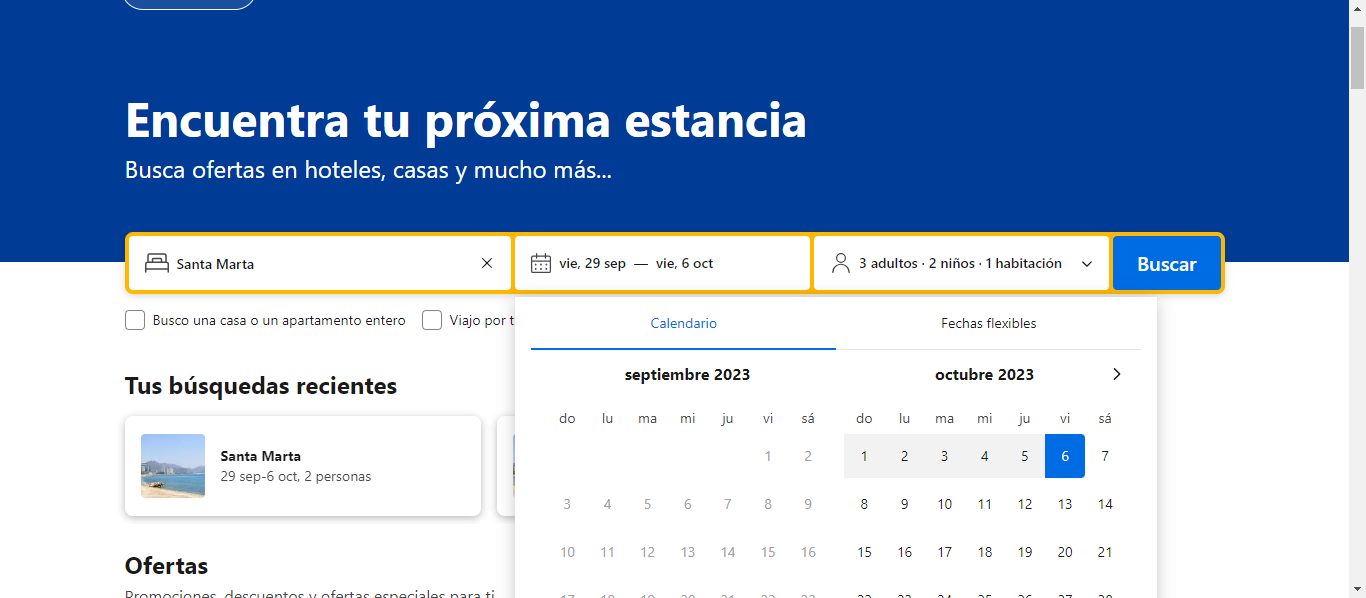 Encuentra tu próxima estancia
Busca ofertas en hoteles, casas y mucho más...
Santa Marta
vie, 29 sep — vie, 6 oct
3 adultos · 2 niños · 1 habitación
Buscar
Busco una casa o un apartamento entero
Viajo por t
Calendario
Fechas flexibles
septiembre 2023
do lu ma mi ju vi sá
1 2
3 4 5 6 7 8 9
10 11 12 13 14 15 16
octubre 2023
do lu ma mi ju vi sá
1 2 3 4 5 6 7
8 9 10 11 12 13 14
15 16 17 18 19 20 21
Tus búsquedas recientes
Santa Marta
29 sep-6 oct, 2 personas
Ofertas
Promociones, descuentos y ofertas especiales para ti